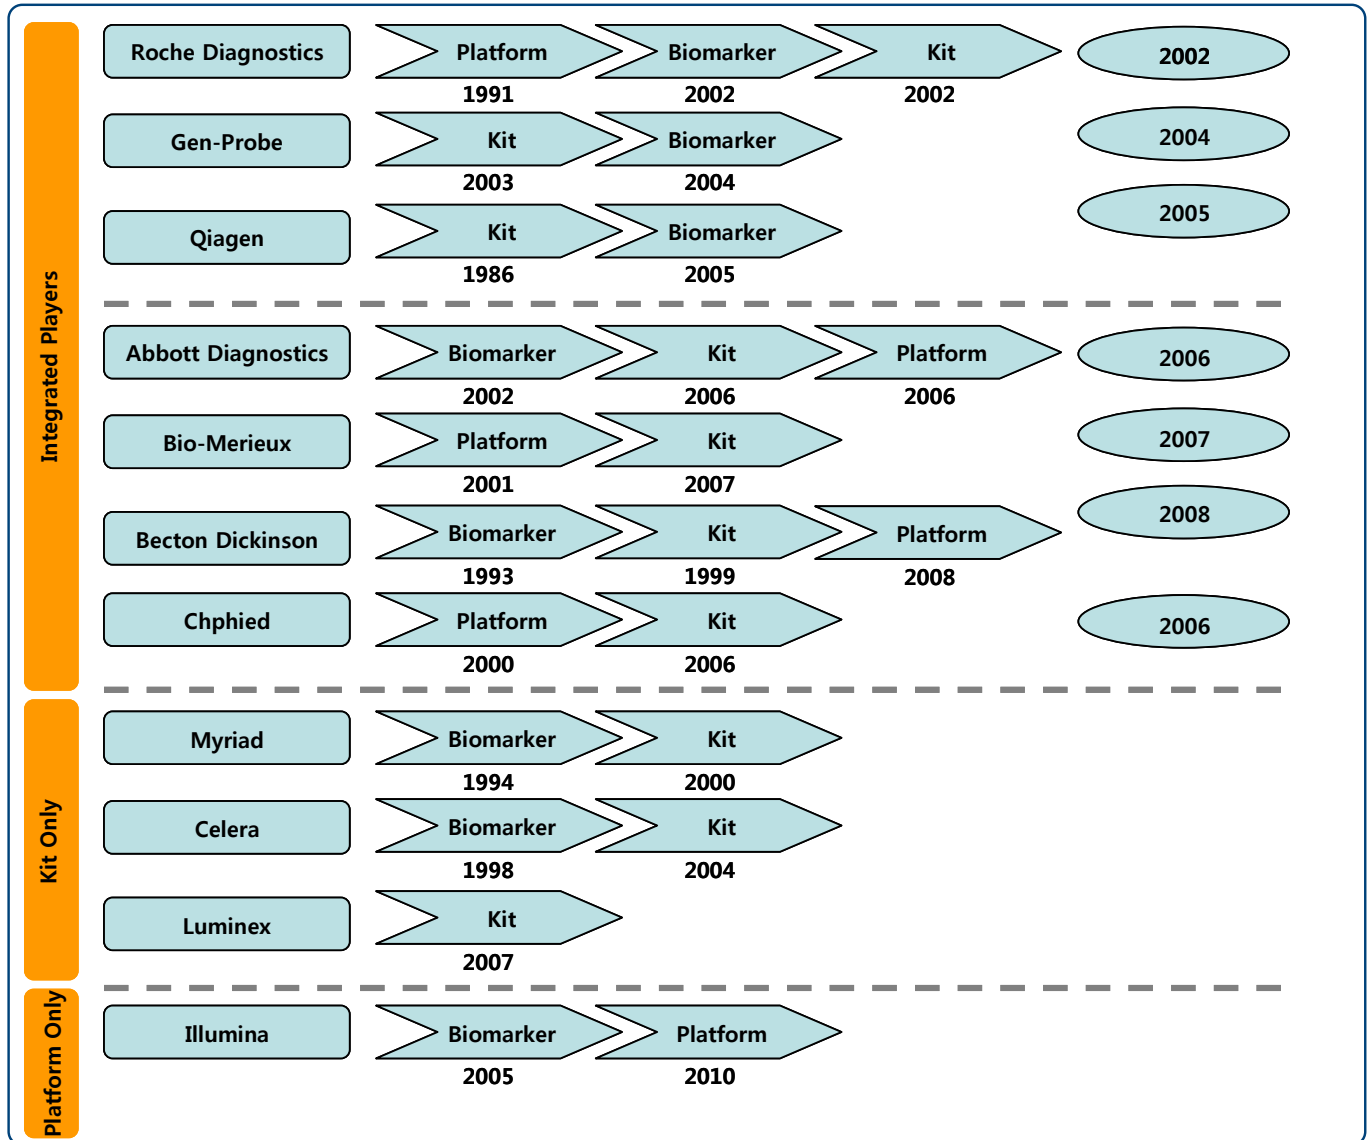 Integrated Players
Roche Diagnostics Platform Biomarker Kit 2002
1991 2002 2002
Gen-Probe Kit Biomarker 2004
2003 2004
Qiagen Kit Biomarker 2005
1986 2005
Abbott Diagnostics Biomarker Kit Platform 2006
2002 2006 2006
Bio-Merieux Platform Kit 2007
2001 2007
Becton Dickinson Biomarker Kit Platform 2008
1993 1999 2008
Chphied Platform Kit 2006
2000 2006
Kit Only
Myriad Biomarker Kit
1994 2000
Celera Biomarker Kit
1998 2004
Luminex Kit
2007
Platform Only
Illumina Biomarker Platform
2005 2010